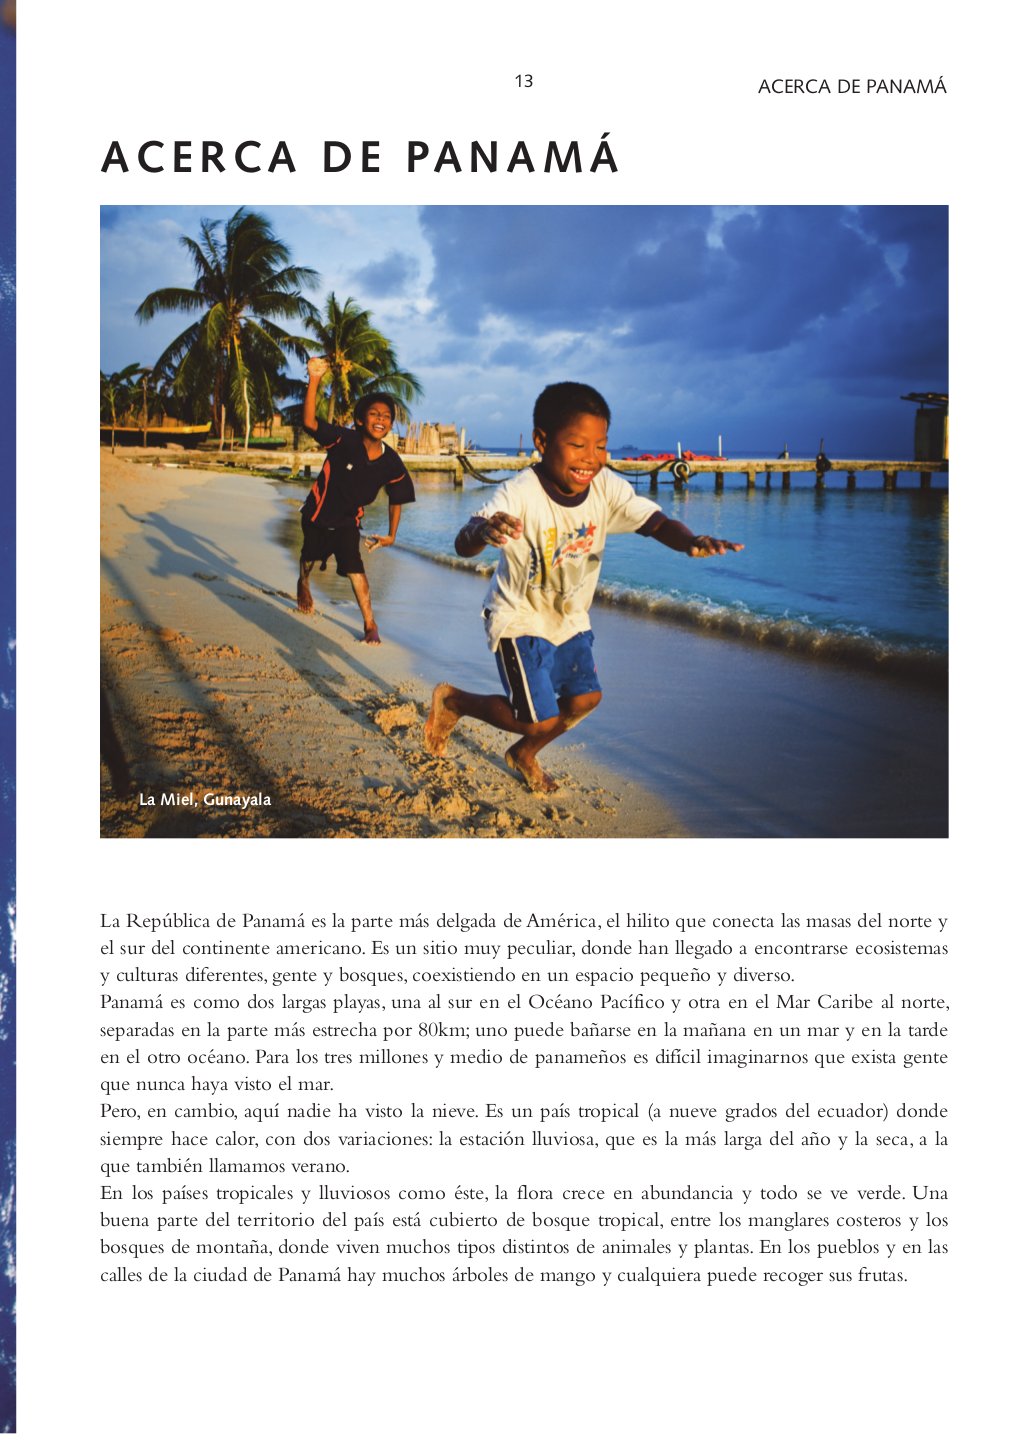 13
ACERCA DE PANAMÁ
ACERCA DE PANAMÁ
La Miel, Gunayala
La República de Panamá es la parte más delgada de América, el hilito que conecta las masas del norte y
el sur del continente americano. Es un sitio muy peculiar, donde han llegado a encontrarse ecosistemas
y culturas diferentes, gente y bosques, coexistiendo en un espacio pequeño y diverso.
Panamá es como dos largas playas, una al sur en el Océano Pacífico y otra en el Mar Caribe al norte,
separadas en la parte más estrecha por 80km; uno puede bañarse en la mañana en un mar y en la tarde
en el otro océano. Para los tres millones y medio de panameños es difícil imaginarnos que exista gente
que nunca haya visto el mar.
Pero, en cambio, aquí nadie ha visto la nieve. Es un país tropical (a nueve grados del ecuador) donde
siempre hace calor, con dos variaciones: la estación lluviosa, que es la más larga del año y la seca, a la
que también llamamos verano.
En los países tropicales y lluviosos como éste, la flora crece en abundancia y todo se ve verde. Una
buena parte del territorio del país está cubierto de bosque tropical, entre los manglares costeros y los
bosques de montaña, donde viven muchos tipos distintos de animales y plantas. En los pueblos y en las
calles de la ciudad de Panamá hay muchos árboles de mango y cualquiera puede recoger sus frutas.